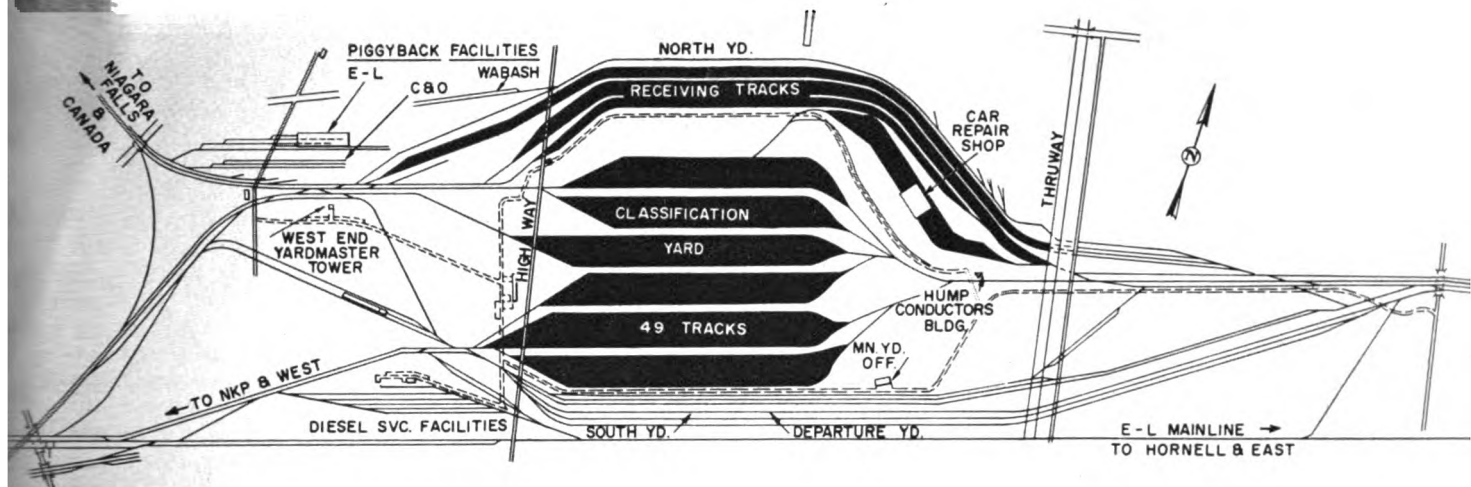 PIGGYBACK FACILITIES
E-L
WABASH
C&O
NORTH YD.
TO
NIAGARA
FALLS
&
CANADA
RECEIVING TRACKS
CAR
REPAIR
SHOP
THRUWAY
N
CLASSIFICATION
YARD
HIGH WAY
WEST END
YARDMASTER
TOWER
HUMP
CONDUCTORS
BLDG.
49 TRACKS
MN. YD.
OFF.
TO NKP & WEST
DIESEL SVC. FACILITIES
SOUTH YD.
DEPARTURE YD.
E-L MAINLINE →
TO HORNELL & EAST